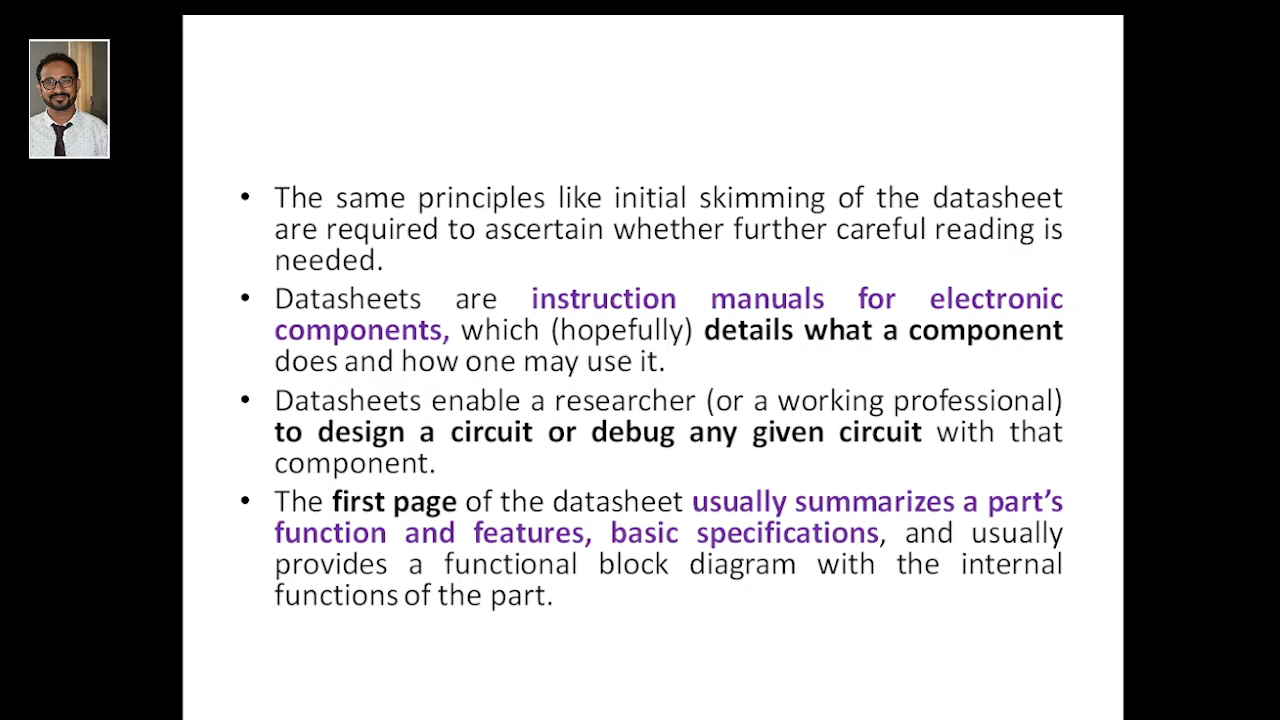 • The same principles like initial skimming of the datasheet
are required to ascertain whether further careful reading is
needed.
• Datasheets are instruction manuals for electronic
components, which (hopefully) details what a component
does and how one may use it.
• Datasheets enable a researcher (or a working professional)
to design a circuit or debug any given circuit with that
component.
• The first page of the datasheet usually summarizes a part’s
function and features, basic specifications, and usually
provides a functional block diagram with the internal
functions of the part.